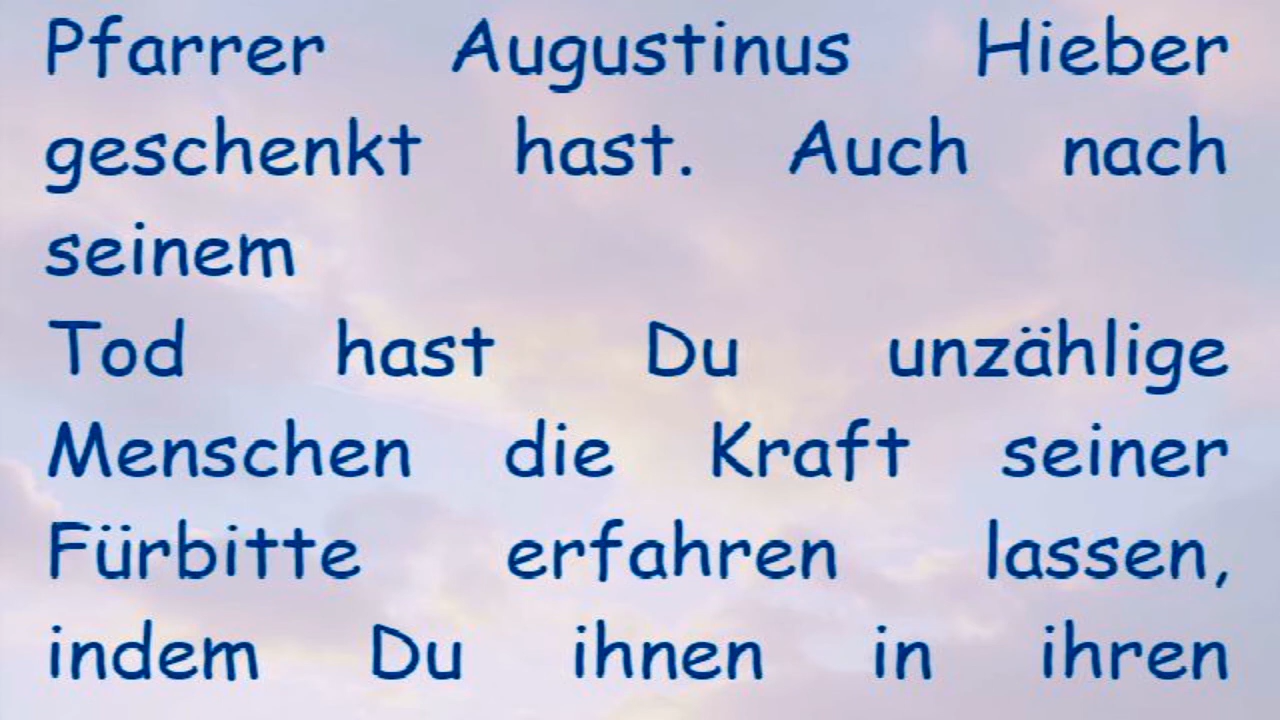 Pfarrer Augustinus Hieber
geschenkt hast. Auch nach
seinem
Tod hast Du unzählige
Menschen die Kraft seiner
Fürbitte erfahren lassen,
indem Du ihnen in ihren